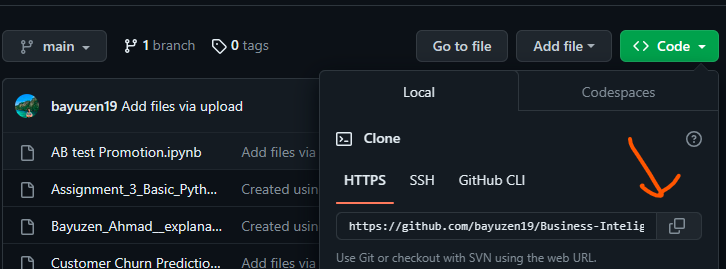 main
1 branch
0 tags
Go to file
Add file
Code
bayuzen19 Add files via upload
AB test Promotion.ipynb
Add files via
Assignment_3_Basic_Pyth...
Created usin
Bayuzen_Ahmad__explana...
Created usin
Customer Churn Predictio...
Add files via
Local
Codespaces
Clone
HTTPS
SSH
GitHub CLI
https://github.com/bayuzen19/Business-Intelig
Use Git or checkout with SVN using the web URL.